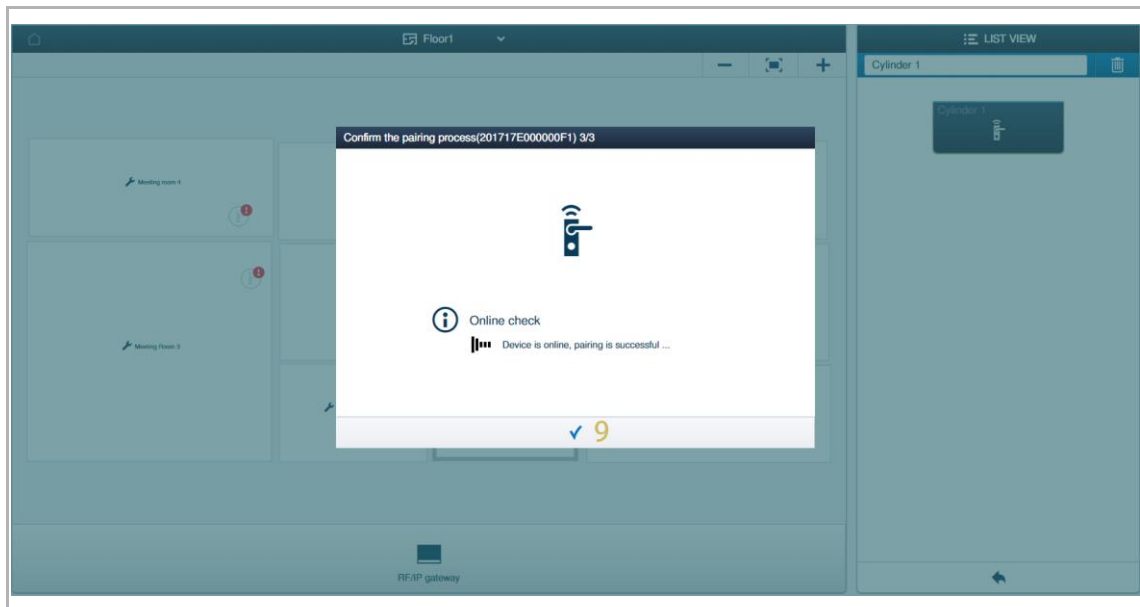 Floor1
LIST VIEW
Cylinder 1
Cylinder 1
Confirm the pairing process(201717E000000F1) 3/3
Meeting room 4
Online check
Device is online, pairing is successful ...
9
RF/IP gateway